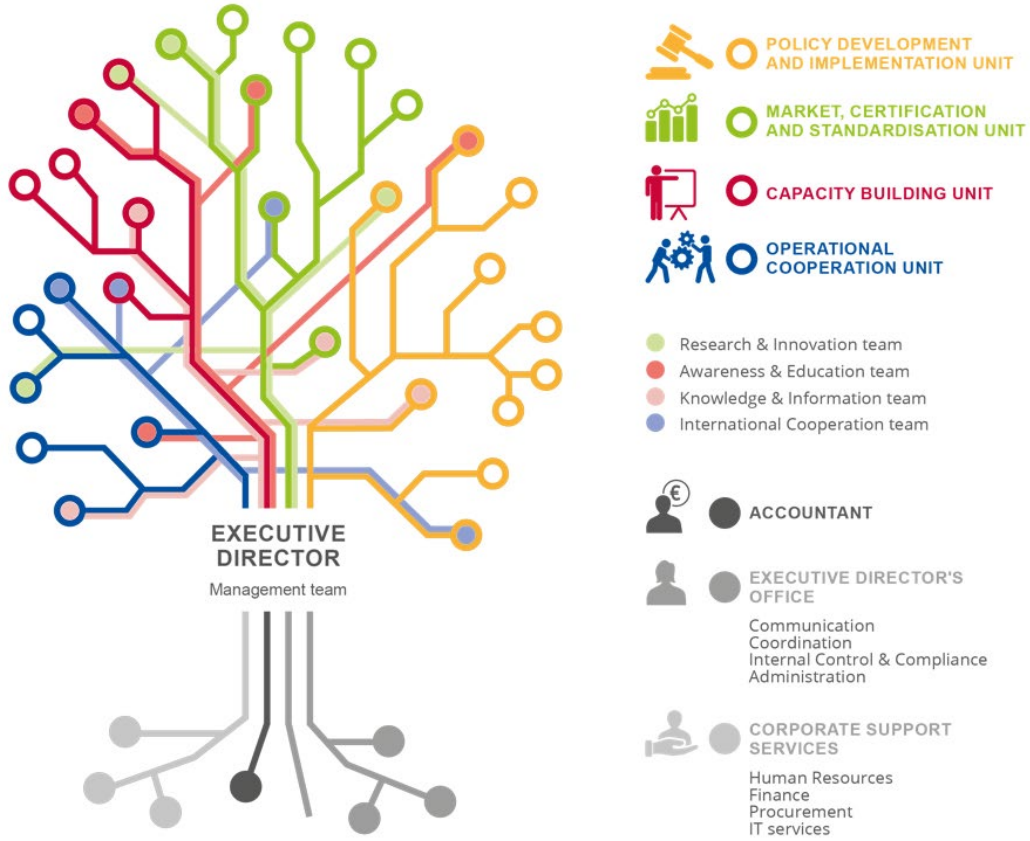 EXECUTIVE
DIRECTOR
Management team
POLICY DEVELOPMENT
AND IMPLEMENTATION UNIT
MARKET, CERTIFICATION
AND STANDARDISATION UNIT
CAPACITY BUILDING UNIT
OPERATIONAL
COOPERATION UNIT
Research & Innovation team
Awareness & Education team
Knowledge & Information team
International Cooperation team
€
ACCOUNTANT
EXECUTIVE DIRECTOR'S
OFFICE
Communication
Coordination
Internal Control & Compliance
Administration
CORPORATE SUPPORT
SERVICES
Human Resources
Finance
Procurement
IT services